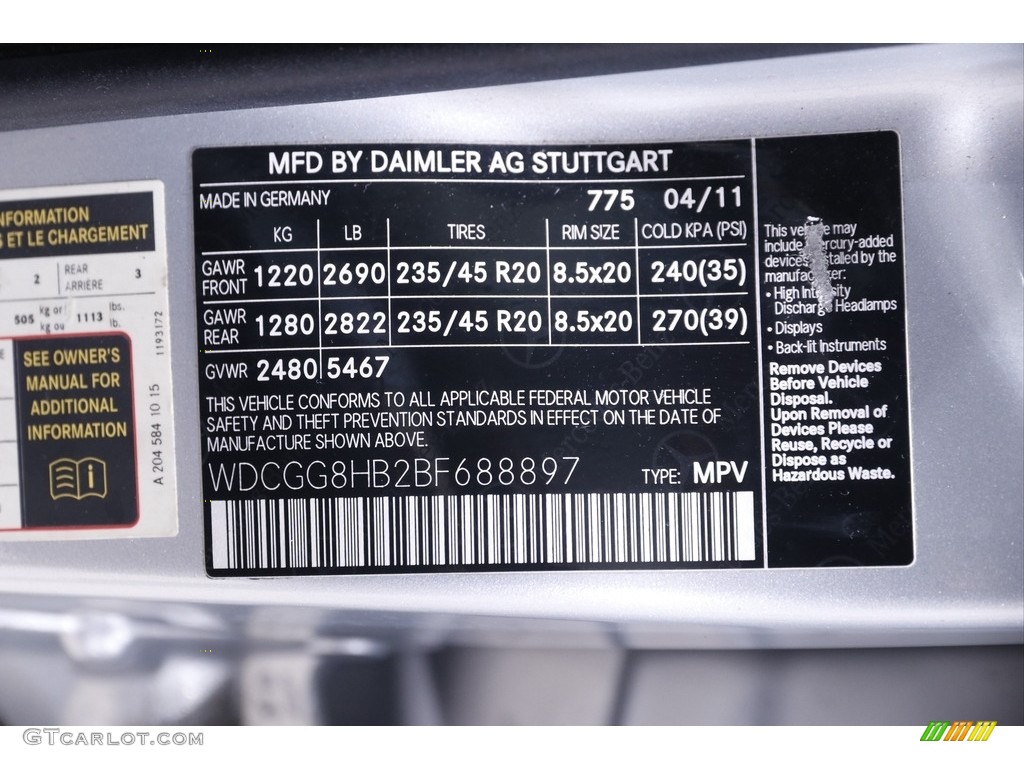 NFORMATION
S ET LE CHARGEMENT
2 REAR ARRIÈRE 3
505 kg or kg ou 1113 lbs. lb.
SEE OWNER'S
MANUAL FOR
ADDITIONAL
INFORMATION
i
A 204 584 10 15
1193172
MFD BY DAIMLER AG STUTTGART
MADE IN GERMANY 775 04/11
KG LB TIRES RIM SIZE COLD KPA (PSI)
GAWR FRONT 1220 2690 235/45 R20 8.5x20 240(35)
GAWR REAR 1280 2822 235/45 R20 8.5x20 270(39)
GVWR 2480 5467
THIS VEHICLE CONFORMS TO ALL APPLICABLE FEDERAL MOTOR VEHICLE
SAFETY AND THEFT PREVENTION STANDARDS IN EFFECT ON THE DATE OF
MANUFACTURE SHOWN ABOVE.
WDCGG8HB2BF688897 TYPE: MPV
This may
include -added
devices by the
• High
Discharge Headlamps
• Displays
• Back-lit Instruments
Remove Devices
Before Vehicle
Disposal.
Upon Removal of
Devices Please
Reuse, Recycle or
Dispose as
Hazardous Waste.
GTCARLOT.COM